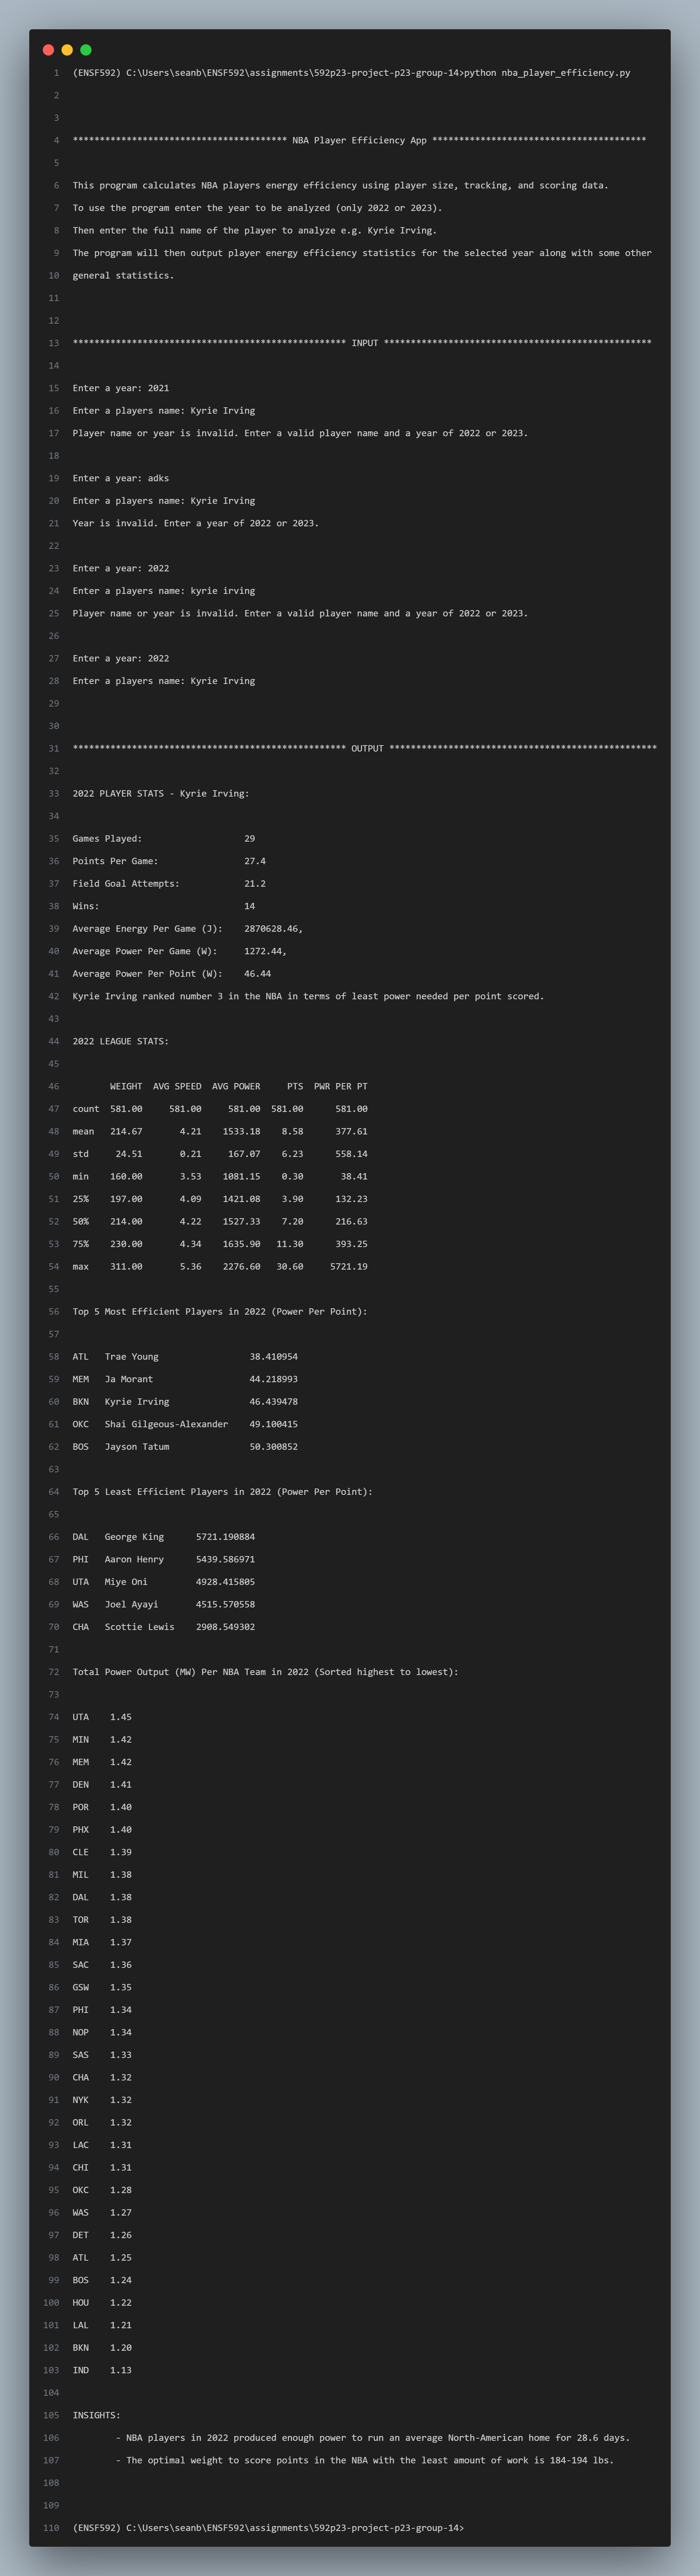 1 (ENSF592) C:\Users\seanb\ENSF592\assignments\592p23-project-p23-group-14>python nba_player_efficiency.py
2
3
4 **************************************** NBA Player Efficiency App ****************************************
5
6 This program calculates NBA players energy efficiency using player size, tracking, and scoring data.
7 To use the program enter the year to be analyzed (only 2022 or 2023).
8 Then enter the full name of the player to analyze e.g. Kyrie Irving.
9 The program will then output player energy efficiency statistics for the selected year along with some other
10 general statistics.
11
12
13 *************************************************** INPUT **************************************************
14
15 Enter a year: 2021
16 Enter a players name: Kyrie Irving
17 Player name or year is invalid. Enter a valid player name and a year of 2022 or 2023.
18
19 Enter a year: adks
20 Enter a players name: Kyrie Irving
21 Year is invalid. Enter a year of 2022 or 2023.
22
23 Enter a year: 2022
24 Enter a players name: kyrie irving
25 Player name or year is invalid. Enter a valid player name and a year of 2022 or 2023.
26
27 Enter a year: 2022
28 Enter a players name: Kyrie Irving
29
30
31 *************************************************** OUTPUT **************************************************
32
33 2022 PLAYER STATS - Kyrie Irving:
34
35 Games Played: 29
36 Points Per Game: 27.4
37 Field Goal Attempts: 21.2
38 Wins: 14
39 Average Energy Per Game (J): 2870628.46,
40 Average Power Per Game (W): 1272.44,
41 Average Power Per Point (W): 46.44
42 Kyrie Irving ranked number 3 in the NBA in terms of least power needed per point scored.
43
44 2022 LEAGUE STATS:
45
46 WEIGHT AVG SPEED AVG POWER PTS PWR PER PT
47 count 581.00 581.00 581.00 581.00 581.00
48 mean 214.67 4.21 1533.18 8.58 377.61
49 std 24.51 0.21 167.07 6.23 558.14
50 min 160.00 3.53 1081.15 0.30 38.41
51 25% 197.00 4.09 1421.08 3.90 132.23
52 50% 214.00 4.22 1527.33 7.20 216.63
53 75% 230.00 4.34 1635.90 11.30 393.25
54 max 311.00 5.36 2276.60 30.60 5721.19
55
56 Top 5 Most Efficient Players in 2022 (Power Per Point):
57
58 ATL Trae Young 38.410954
59 MEM Ja Morant 44.218993
60 BKN Kyrie Irving 46.439478
61 OKC Shai Gilgeous-Alexander 49.100415
62 BOS Jayson Tatum 50.300852
63
64 Top 5 Least Efficient Players in 2022 (Power Per Point):
65
66 DAL George King 5721.190884
67 PHI Aaron Henry 5439.586971
68 UTA Miye Oni 4928.415805
69 WAS Joel Ayayi 4515.570558
70 CHA Scottie Lewis 2908.549302
71
72 Total Power Output (MW) Per NBA Team in 2022 (Sorted highest to lowest):
73
74 UTA 1.45
75 MIN 1.42
76 MEM 1.42
77 DEN 1.41
78 POR 1.40
79 PHX 1.40
80 CLE 1.39
81 MIL 1.38
82 DAL 1.38
83 TOR 1.38
84 MIA 1.37
85 SAC 1.36
86 GSW 1.35
87 PHI 1.34
88 NOP 1.34
89 SAS 1.33
90 CHA 1.32
91 NYK 1.32
92 ORL 1.32
93 LAC 1.31
94 CHI 1.31
95 OKC 1.28
96 WAS 1.27
97 DET 1.26
98 ATL 1.25
99 BOS 1.24
100 HOU 1.22
101 LAL 1.21
102 BKN 1.20
103 IND 1.13
104
105 INSIGHTS:
106 - NBA players in 2022 produced enough power to run an average North-American home for 28.6 days.
107 - The optimal weight to score points in the NBA with the least amount of work is 184-194 lbs.
108
109
110 (ENSF592) C:\Users\seanb\ENSF592\assignments\592p23-project-p23-group-14>